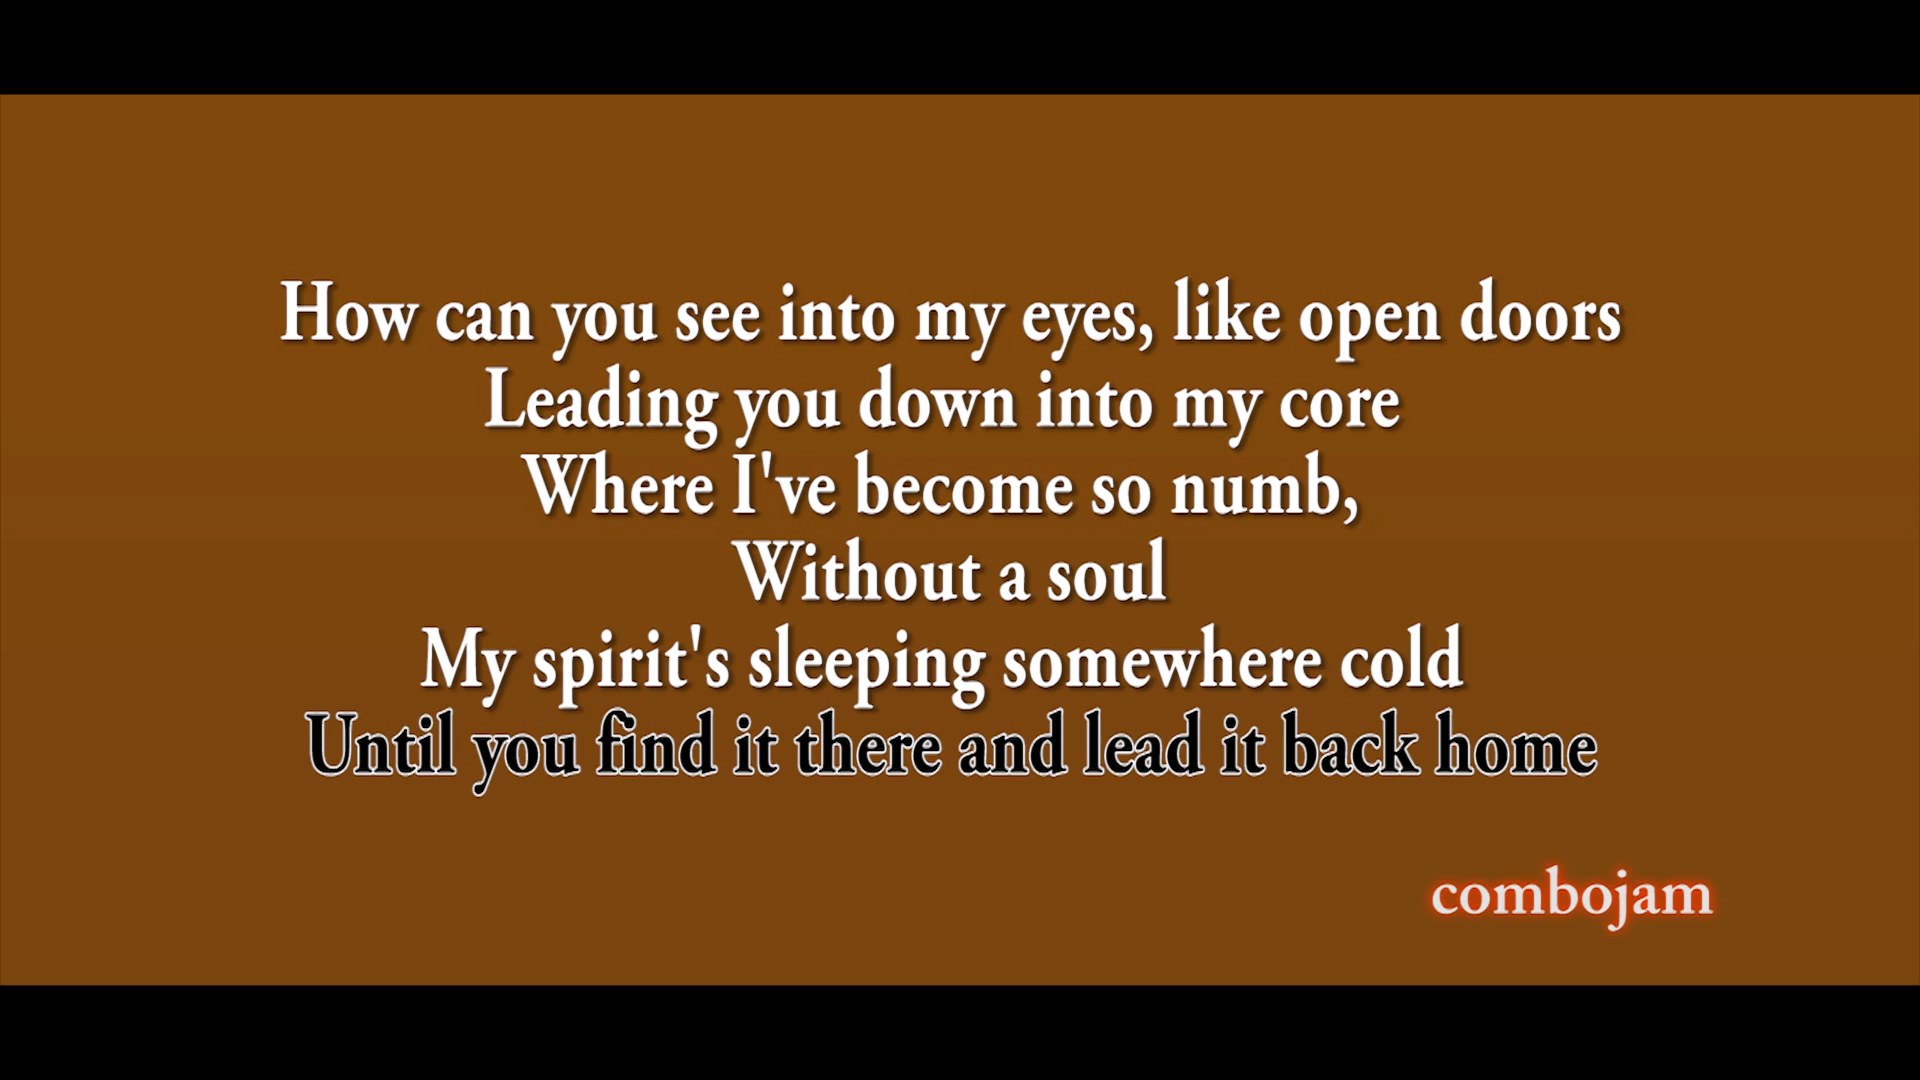 How can you see into my eyes, like open doors
Leading you down into my core
Where I've become so numb,
Without a soul
My spirit's sleeping somewhere cold
Until you find it there and lead it back home
combojam